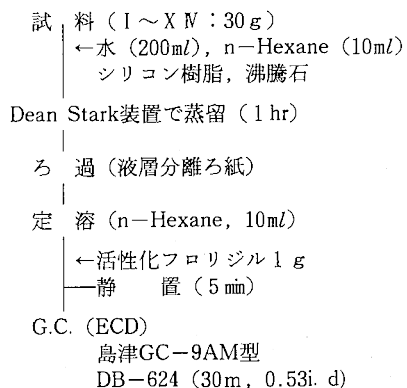 試　料（Ⅰ～ⅩⅣ：30ｇ）
←水（200ml），n－Hexane（10ml）
シリコン樹脂，沸騰石
Dean Stark装置で蒸留（1 hr）
ろ　過（液層分離ろ紙）
定　溶（n－Hexane，10ml）
←活性化フロリジル1ｇ
静　　置（5 min）
G.C.（ECD）
島津GC－9AM型
DB－624（30m，0.53i. d）